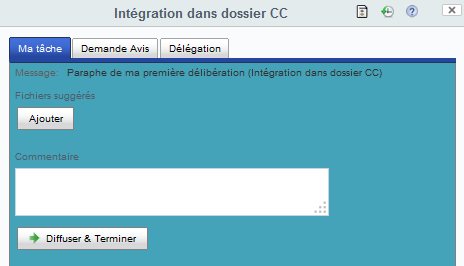 Intégration dans dossier CC
Ma tâche Demande Avis Délégation
Message: Paraphe de ma première délibération (Intégration dans dossier CC)
Fichiers suggérés
Ajouter
Commentaire
Diffuser & Terminer